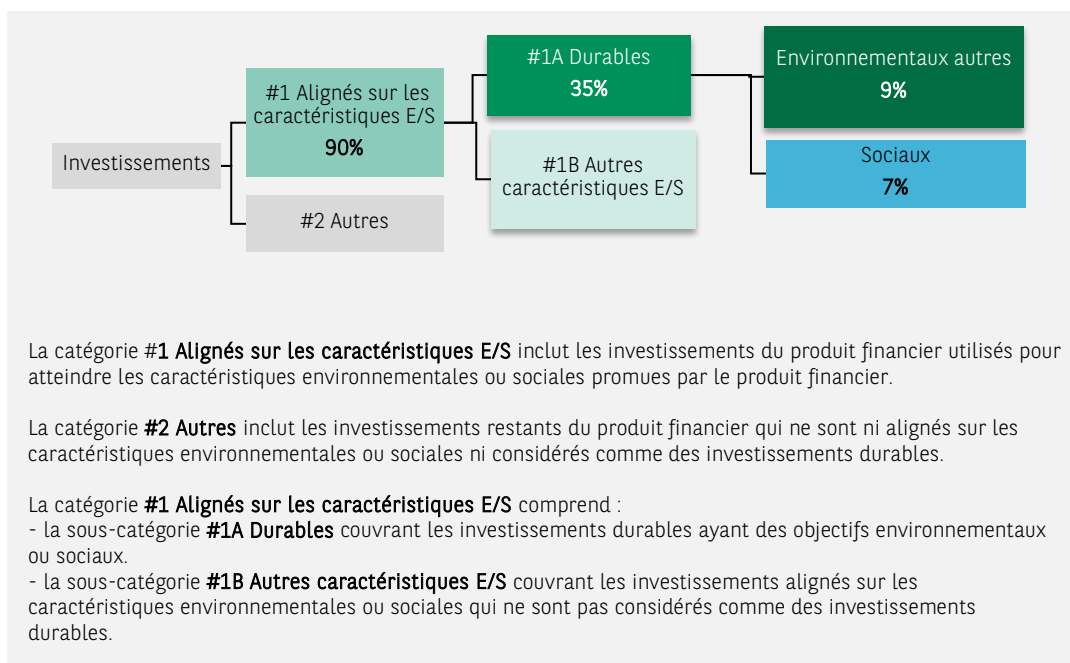 Investissements
#1 Alignés sur les
caractéristiques E/S
90%
#2 Autres
#1A Durables
35%
#1B Autres
caractéristiques E/S
Environnementaux autres
9%
Sociaux
7%
La catégorie #1 Alignés sur les caractéristiques E/S inclut les investissements du produit financier utilisés pour
atteindre les caractéristiques environnementales ou sociales promues par le produit financier.
La catégorie #2 Autres inclut les investissements restants du produit financier qui ne sont ni alignés sur les
caractéristiques environnementales ou sociales ni considérés comme des investissements durables.
La catégorie #1 Alignés sur les caractéristiques E/S comprend :
- la sous-catégorie #1A Durables couvrant les investissements durables ayant des objectifs environnementaux
ou sociaux.
- la sous-catégorie #1B Autres caractéristiques E/S couvrant les investissements alignés sur les
caractéristiques environnementales ou sociales qui ne sont pas considérés comme des investissements
durables.